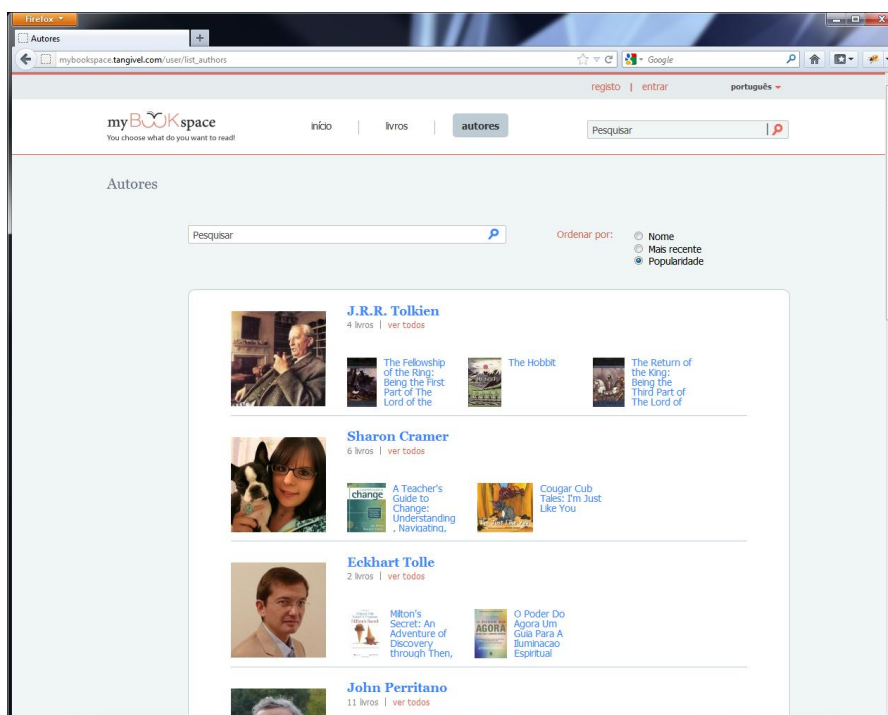 Firefox
Autores
mybookspace.tangivel.com/user/list_authors
Google
registo | entrar
português
my BOOK space
You choose what do you want to read!
início | livros | autores
Pesquisar
Autores
Pesquisar
Ordenar por:
Nome
Mais recente
Popularidade
J.R.R. Tolkien
4 livros | ver todos
The Fellowship
of the Ring:
Being the First
Part of The
Lord of the
The Hobbit
The Return of
the King:
Being the
Third Part of
The Lord of
Sharon Cramer
6 livros | ver todos
change
A Teacher's
Guide to
Change:
Understanding
, Navigating,
Cougar Cub
Tales: I'm Just
Like You
Eckhart Tolle
2 livros | ver todos
Milton's
Secret: An
Adventure of
Discovery
through Then,
AGORA
O Poder Do
Agora Um
Guia Para A
Iluminacao
Espiritual
John Perritano
11 livros | ver todos